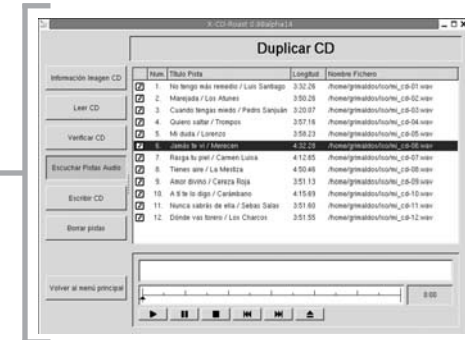 X-CD-Roast 0.98alpha14
Duplicar CD
Información Imagen CD
Leer CD
Verificar CD
Escuchar Pistas Audio
Escribir CD
Borrar pistas
Volver al menú principal
Num. Título Pista Longitud Nombre Fichero
1. No tengo más remedio / Luis Santiago 3:32.26 /home/grimaldos/iso/mi_cd-01.wav
2. Marejada / Los Atunes 3:50.28 /home/grimaldos/iso/mi_cd-02.wav
3. Cuando tengas miedo / Pedro Sanjuán 3:20.07 /home/grimaldos/iso/mi_cd-03.wav
4. Quiero saltar / Trompos 3:57.16 /home/grimaldos/iso/mi_cd-04.wav
5. Mi duda / Lorenzo 3:58.23 /home/grimaldos/iso/mi_cd-05.wav
6. Jamás te vi / Merecen 4:32.28 /home/grimaldos/iso/mi_cd-06.wav
7. Rasga tu piel / Carmen Luisa 4:12.65 /home/grimaldos/iso/mi_cd-07.wav
8. Tienes aire / La Mestiza 4:50.46 /home/grimaldos/iso/mi_cd-08.wav
9. Amor divino / Cereza Roja 3:51.13 /home/grimaldos/iso/mi_cd-09.wav
10. A ti te lo digo / Carámbano 4:15.69 /home/grimaldos/iso/mi_cd-10.wav
11. Nunca sabrás de ella / Sebas Salas 3:51.60 /home/grimaldos/iso/mi_cd-11.wav
12. Dónde vas torero / Los Charcos 3:51.55 /home/grimaldos/iso/mi_cd-12.wav
0:00